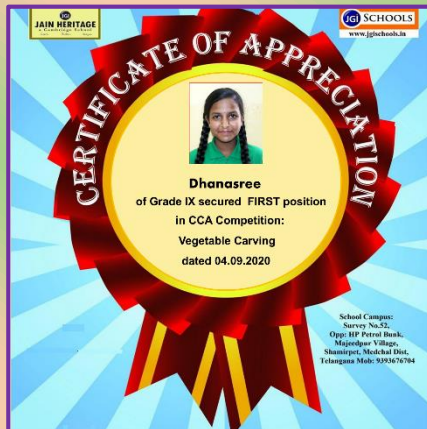 JGI
JAIN HERITAGE
a Cambridge School
JGI SCHOOLS
www.jgischools.in
CERTIFICATE OF APPRECIATION
Dhanasree
of Grade IX secured FIRST position
in CCA Competition:
Vegetable Carving
dated 04.09.2020
School Campus:
Survey No.52,
Opp: HP Petrol Bunk,
Majeedpur Village,
Shamirpet, Medchal Dist,
Telangana Mob: 9393676704